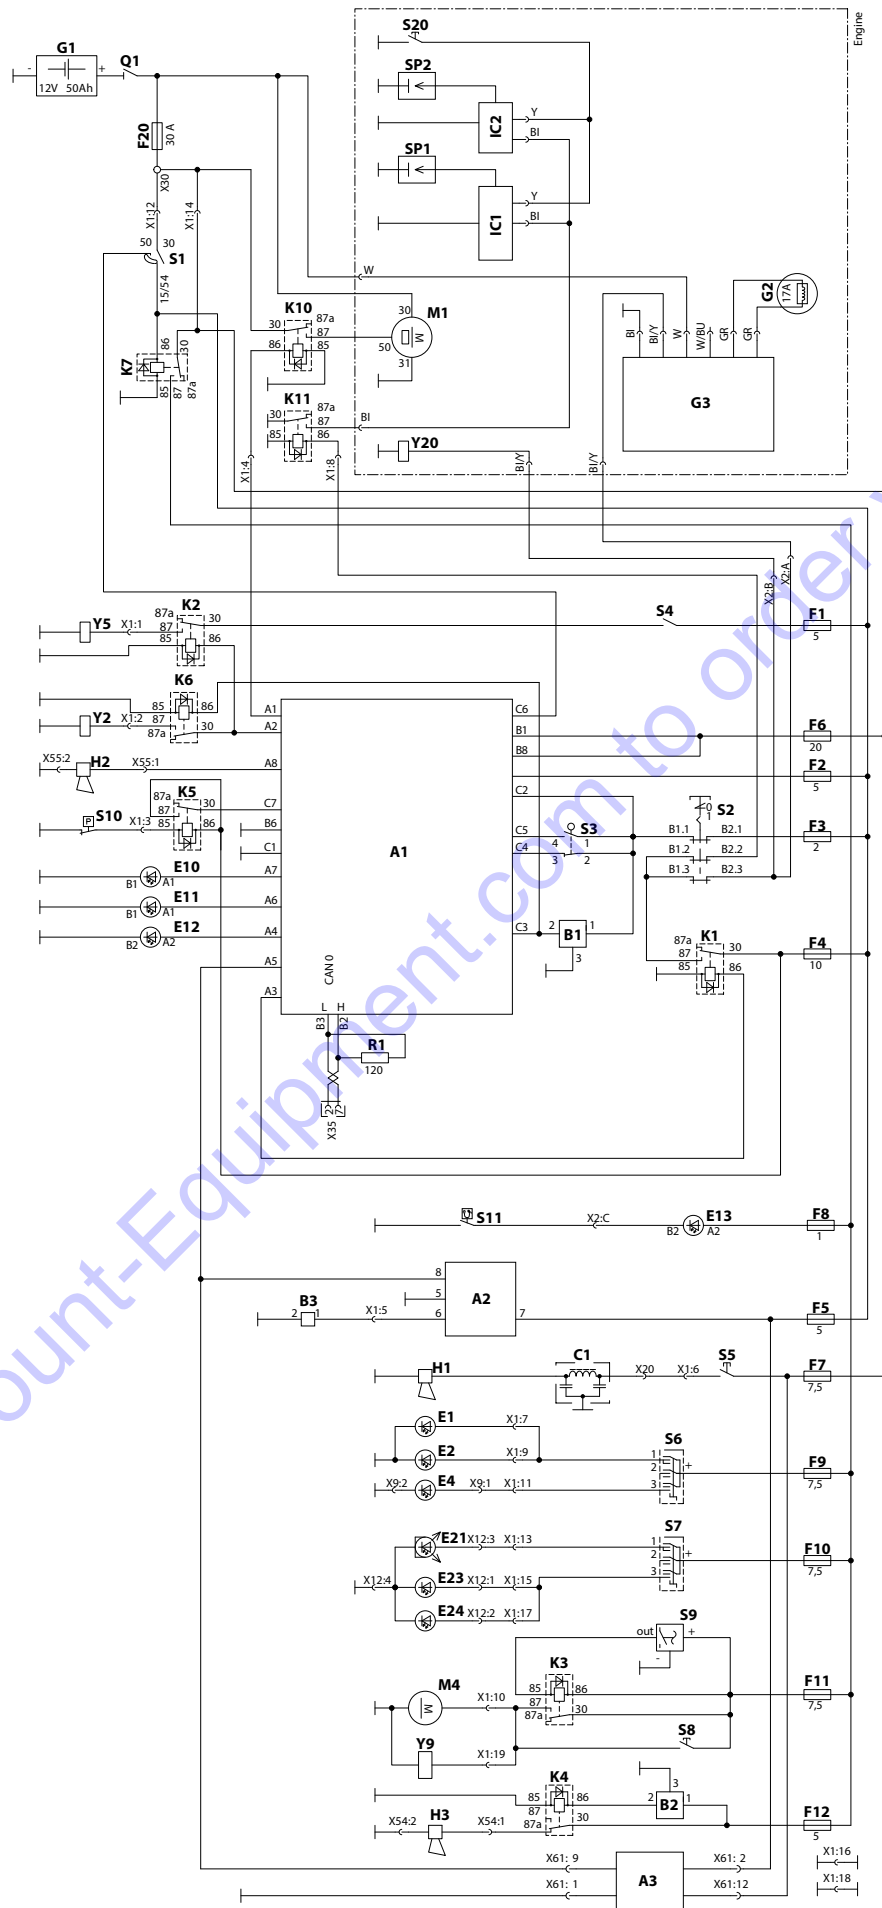 Engine
S20
G1
Q1
- +
12V 50Ah
SP2
Y
IC2
BI
F20
30 A
SP1
X30
Y
IC1
BI
X1:12
X1:14
50 30
S1
15/54
W
G2
17A
K10
87a
30 87
86 85
30
M1
50 M
31
BI
BI/Y
W
W/BU
GR
GR
G3
K7
86 30
85 87 87a
K11
87a
30 87
85 86
BI
Y20
X1:4
X1:8
BI/Y
BI/Y
X2:B
X2:A
K2
87a 30
Y5 X1:1 87
85 86
S4
F1
5
K6
85 86
Y2 X1:2 87
87a 30
A1
A2
C6
B1
B8
F6
20
X55:2 H2 X55:1
A8
F2
5
K5
87a 30
S10 X1:3 87
P 85 86
C7
B6
C1
A1
C2
C5
C4
S3
4 1
3 2
0
1
S2
B1.1 B2.1
B1.2 B2.2
B1.3 B2.3
F3
2
E10
B1 A1
A7
E11
B1 A1
A6
E12
B2 A2
A4
A5
A3
C3
2 B1 1
3
K1
87a 30
87
85 86
F4
10
CAN 0
L H
B3 B2
R1
120
2 7
X35
S11
X2:C
E13
B2 A2
F8
1
8
5
6
A2
7
B3
2 1
X1:5
F5
5
H1
C1
X20 X1:6
S5
F7
7,5
E1 X1:7
E2 X1:9
X9:2 E4 X9:1 X1:11
S6
1
2
3
+
F9
7,5
E21 X12:3 X1:13
X12:4
E23 X12:1 X1:15
E24 X12:2 X1:17
S7
1
2
3
+
F10
7,5
S9
out +
-
K3
85 86
87
87a 30
M4
M
X1:10
F11
7,5
Y9
X1:19
S8
K4
85 86
87
87a 30
X54:2 H3 X54:1
3
2 B2 1
F12
5
X61: 9 X61: 2
A3
X61: 1 X61:12
X1:16
X1:18
ount-Equipment.com to order